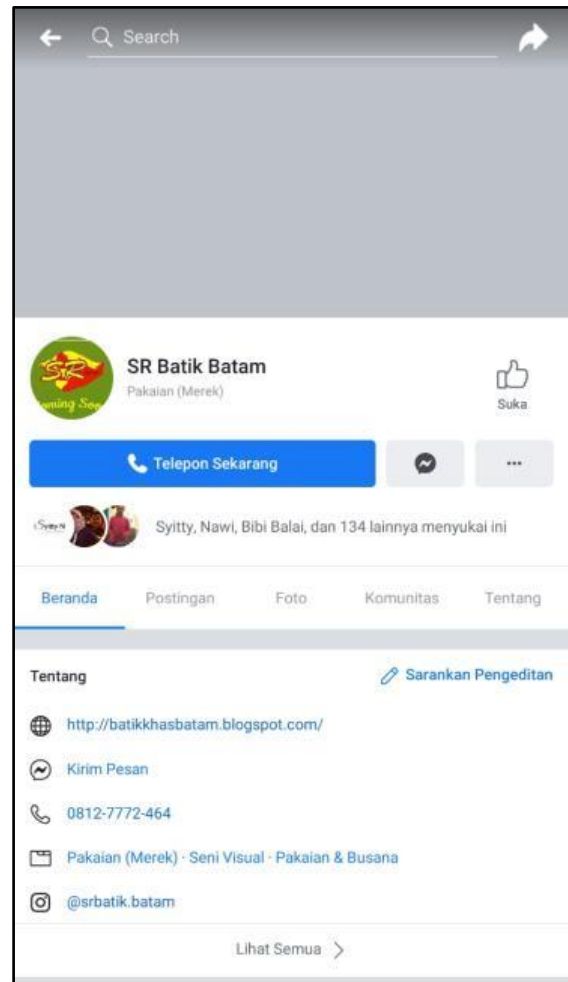 Search
SR
SR Batik Batam
Pakaian (Merek)
Suka
Telepon Sekarang
Syitty, Nawi, Bibi Balai, dan 134 lainnya menyukai ini
Beranda Postingan Foto Komunitas Tentang
Tentang Sarankan Pengeditan
http://batikkhasbatam.blogspot.com/
Kirim Pesan
0812-7772-464
Pakaian (Merek) · Seni Visual · Pakaian & Busana
@srbatik.batam
Lihat Semua